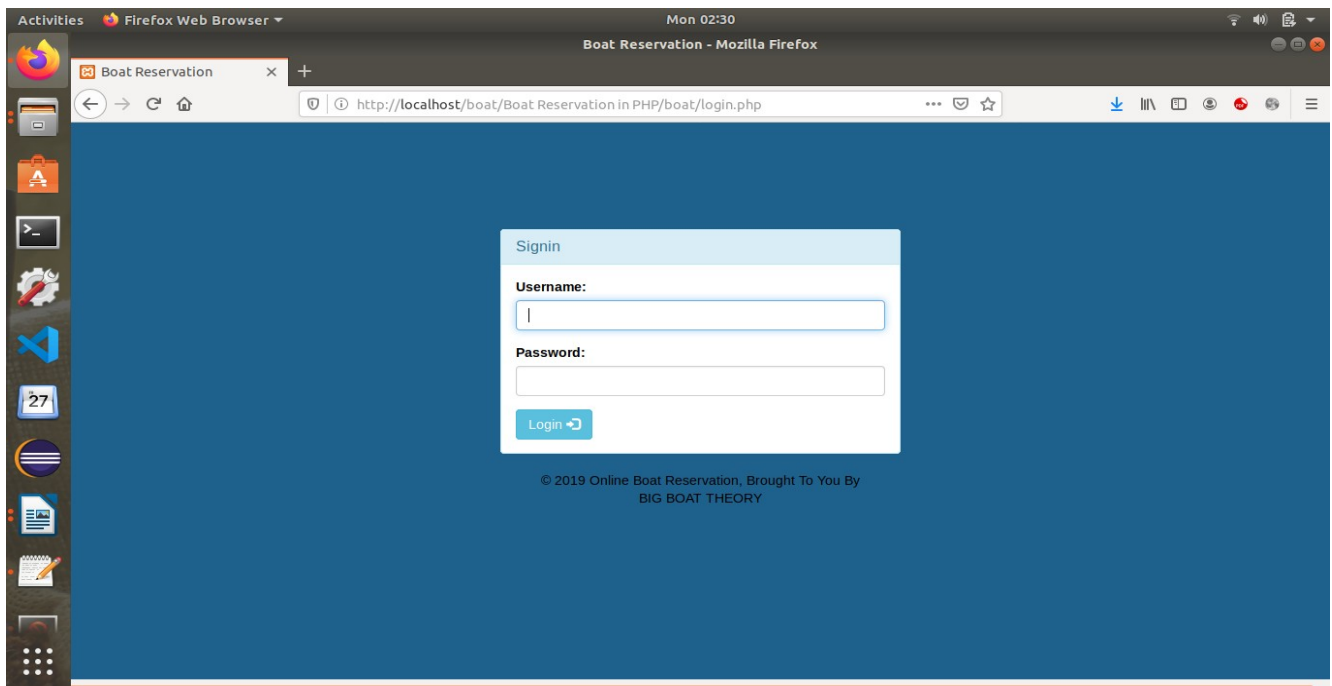 Activities Firefox Web Browser Mon 02:30
Boat Reservation - Mozilla Firefox
Boat Reservation
http://localhost/boat/Boat Reservation in PHP/boat/login.php
Signin
Username:
Password:
27
Login
© 2019 Online Boat Reservation, Brought To You By
BIG BOAT THEORY